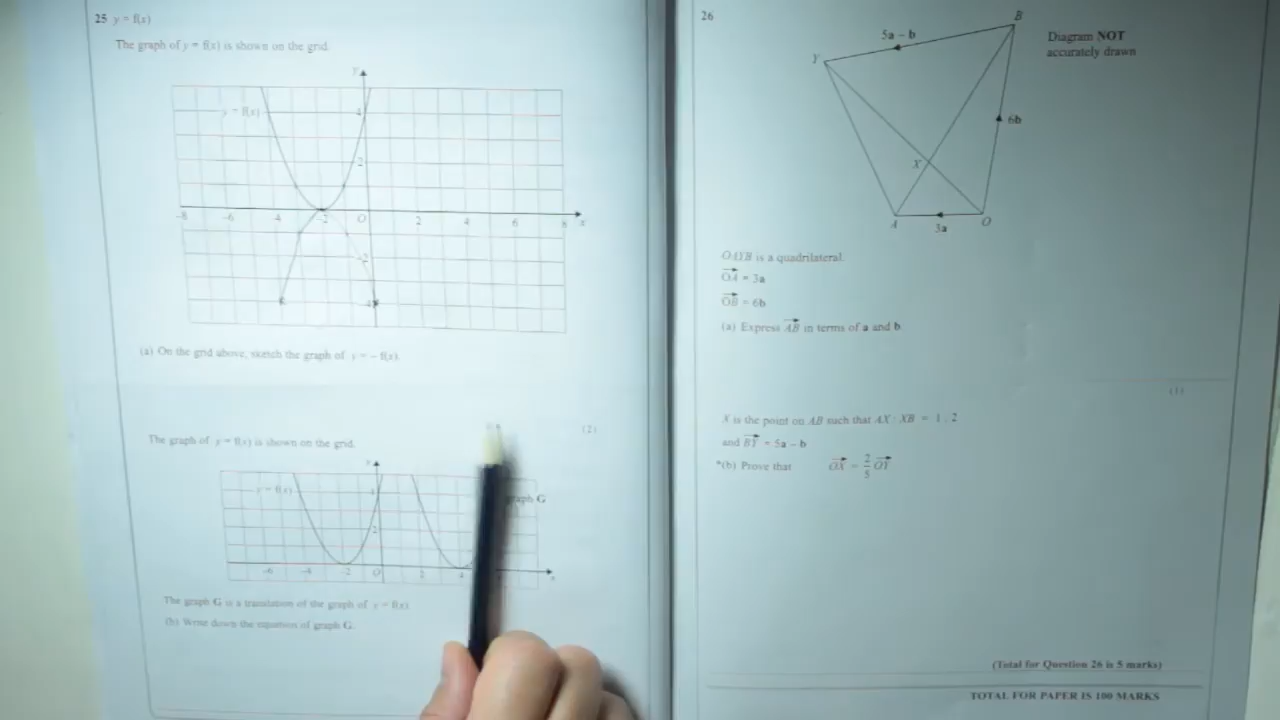 25 y = f(x)
The graph of y = f(x) is shown on the grid.
y
y = f(x)
4
2
-8 -6 -4 -2 O 2 4 6 8 x
-2
-4
(a) On the grid above, sketch the graph of y = – f(x).
(2)
The graph of y = f(x) is shown on the grid.
y
y = f(x)
4
graph G
2
-6 -4 -2 O 2 4 x
The graph G is a translation of the graph of y = f(x)
(b) Write down the equation of graph G.
26
B
5a – b
Diagram NOT
accurately drawn
Y
6b
X
A
O
3a
OAYB is a quadrilateral.
OA = 3a
OB = 6b
(a) Express AB in terms of a and b.
(1)
X is the point on AB such that AX : XB = 1 : 2
and BY = 5a – b
*(b) Prove that OX = 2/5 OY
(Total for Question 26 is 5 marks)
TOTAL FOR PAPER IS 100 MARKS